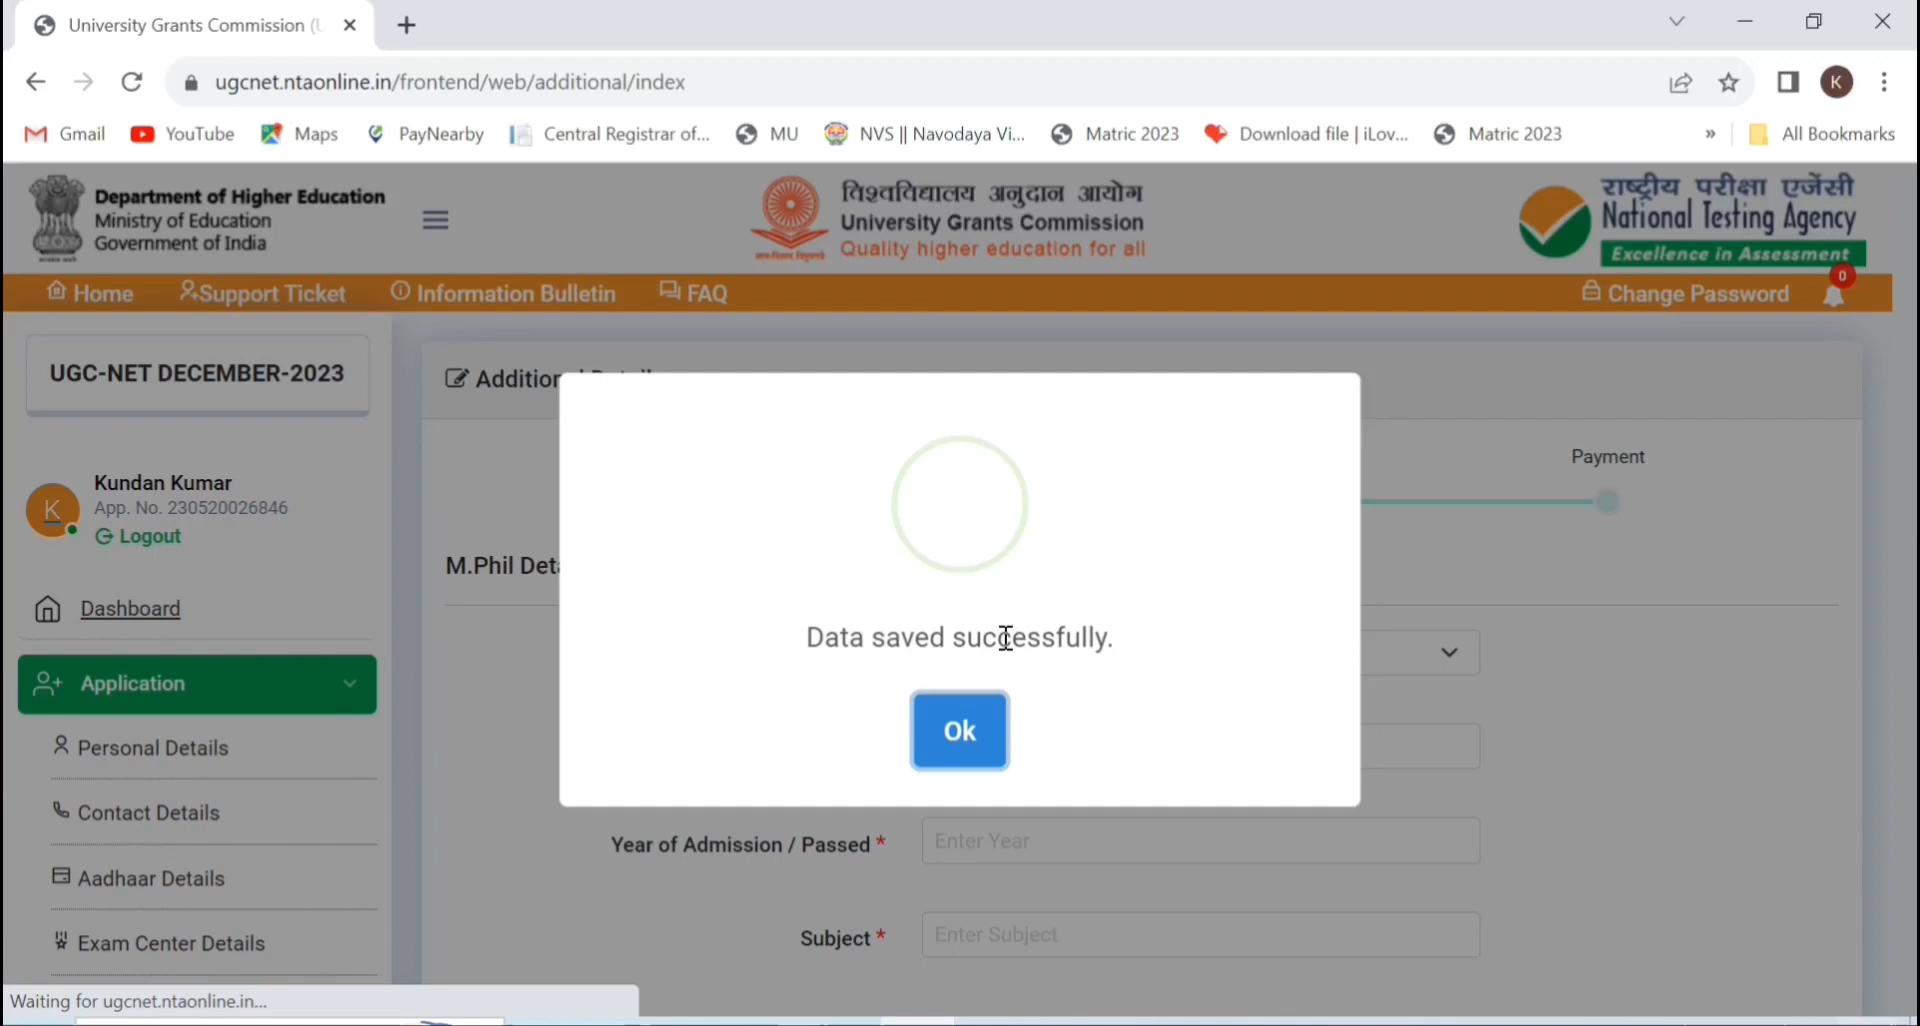 University Grants Commission (U
ugcnet.ntaonline.in/frontend/web/additional/index
K
Gmail
YouTube
Maps
PayNearby
Central Registrar of...
MU
NVS || Navodaya Vi...
Matric 2023
Download file | iLov...
Matric 2023
»
All Bookmarks
Department of Higher Education
Ministry of Education
Government of India
विश्वविद्यालय अनुदान आयोग
University Grants Commission
Quality higher education for all
राष्ट्रीय परीक्षा एजेंसी
National Testing Agency
Excellence in Assessment
Home
Support Ticket
Information Bulletin
FAQ
Change Password
0
UGC-NET DECEMBER-2023
Kundan Kumar
K
App. No. 230520026846
Logout
Dashboard
Application
Personal Details
Contact Details
Aadhaar Details
Exam Center Details
Payment
M.Phil
Data saved successfully.
Ok
Year of Admission / Passed *
Enter Year
Subject *
Enter Subject
Waiting for ugcnet.ntaonline.in...